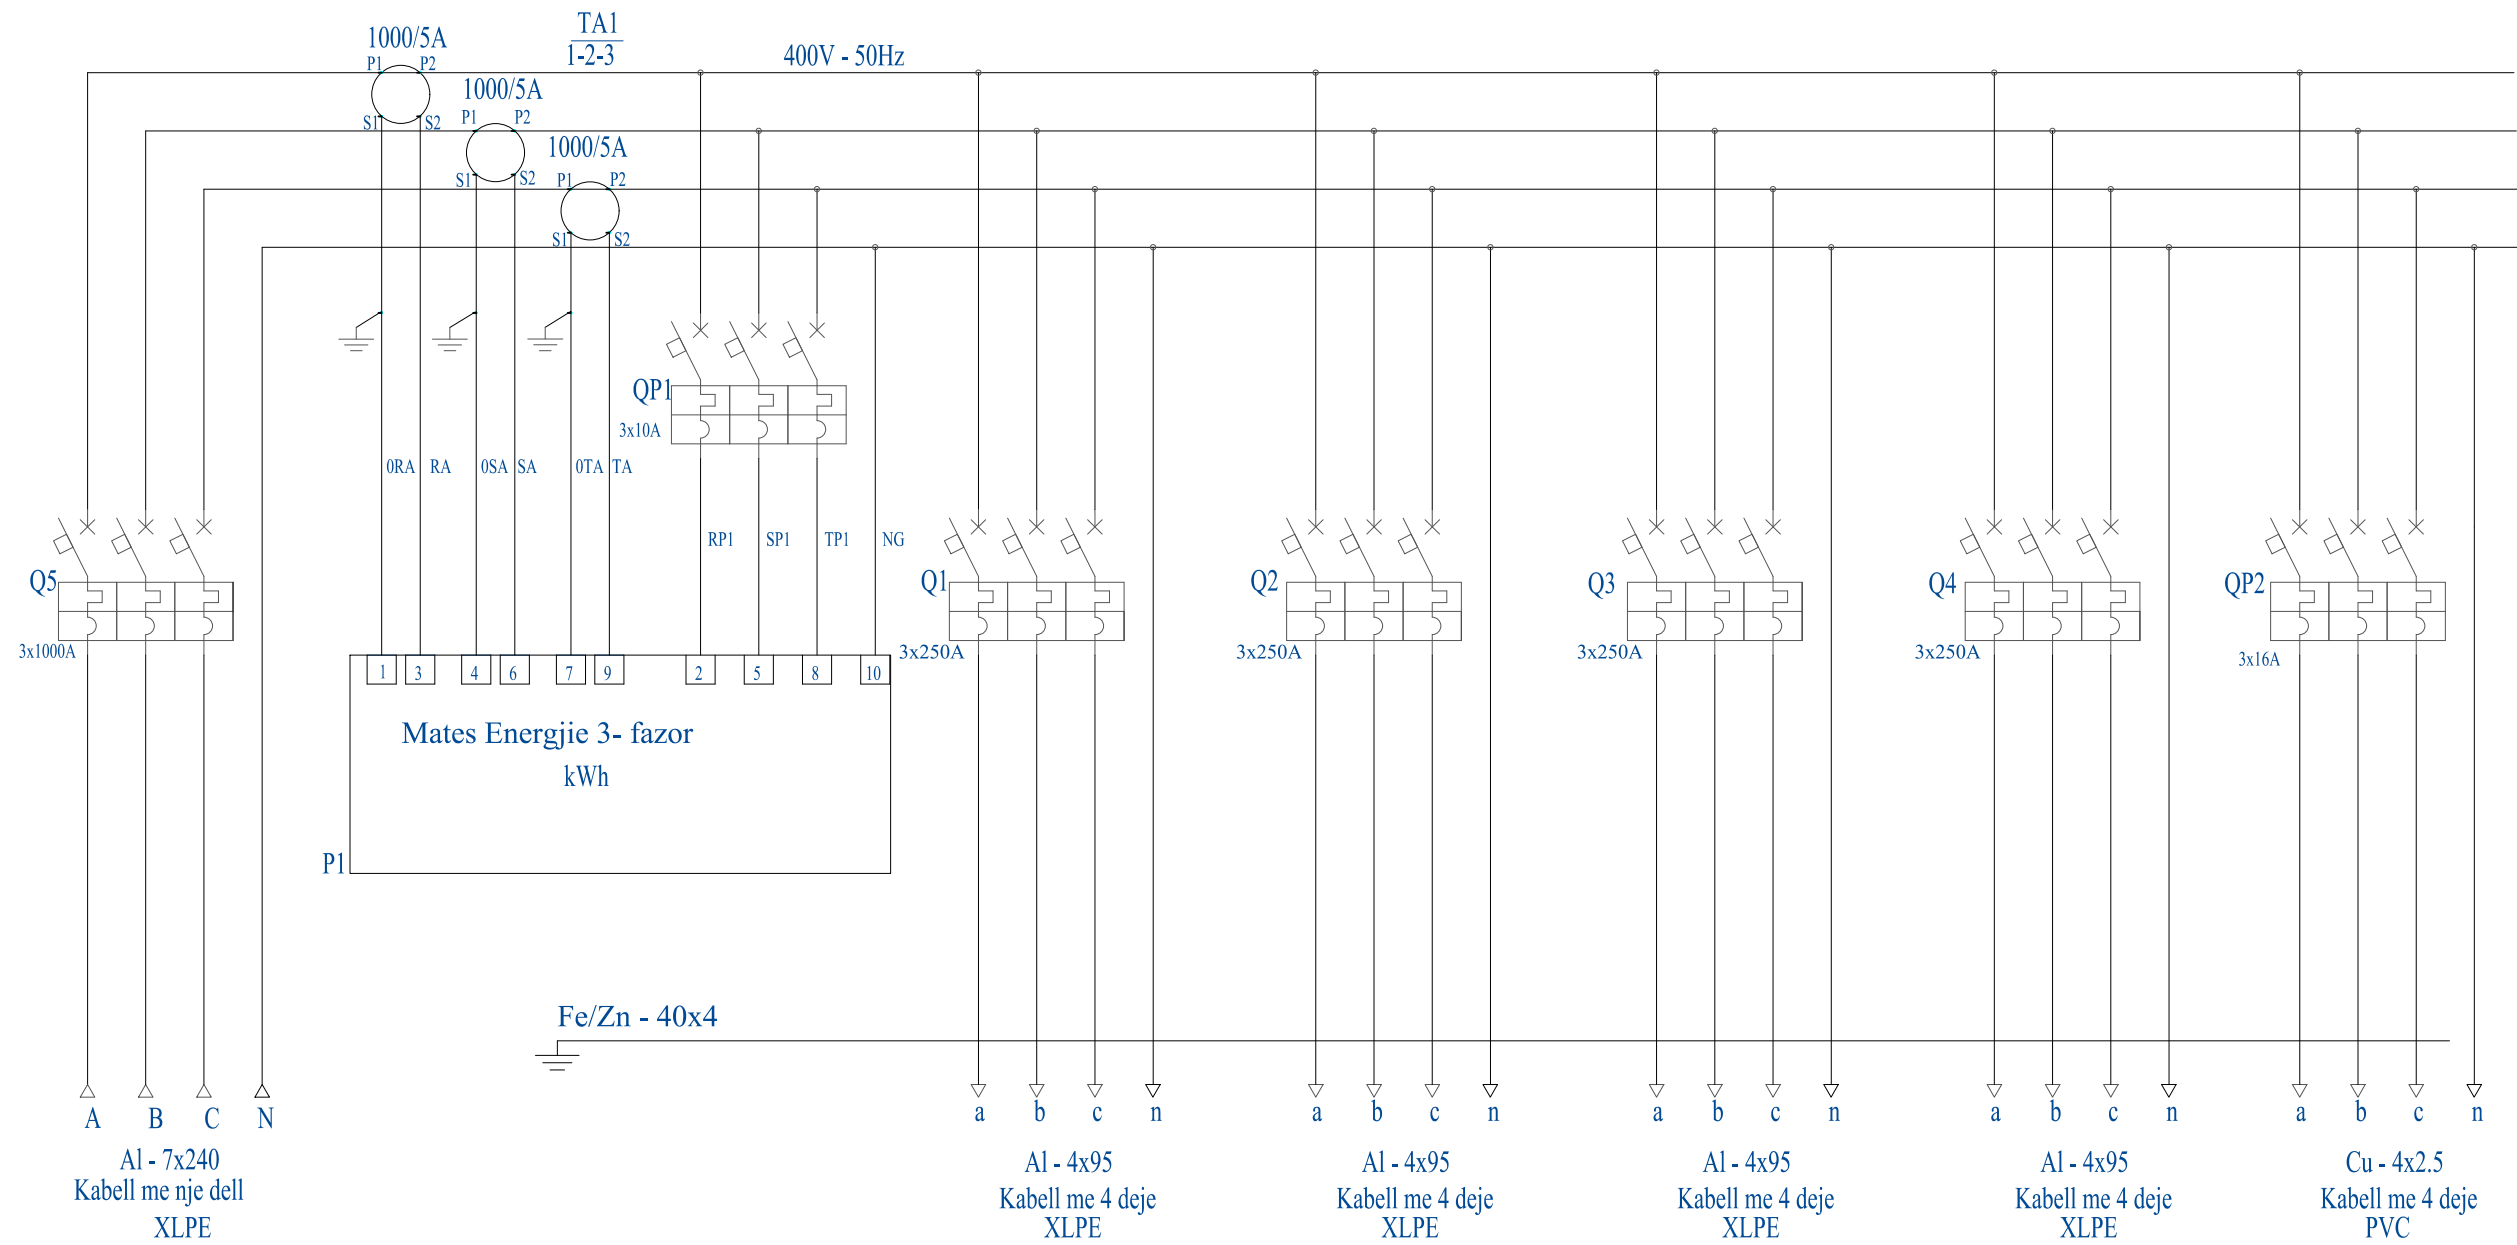 1000/5A
TA1
1-2-3
400V - 50Hz
P1 P2
1000/5A
S1 S2
P1 P2
1000/5A
S1 S2
P1 P2
S1 S2
QP1
3x10A
0RA RA 0SA SA 0TA TA
RP1 SP1 TP1 NG
Q5
3x1000A
Q1
3x250A
Q2
3x250A
Q3
3x250A
Q4
3x250A
QP2
3x16A
1 3 4 6 7 9 2 5 8 10
Mates Energjie 3- fazor
kWh
P1
Fe/Zn - 40x4
A B C N
Al - 7x240
Kabell me nje dell
XLPE
a b c n
Al - 4x95
Kabell me 4 deje
XLPE
a b c n
Al - 4x95
Kabell me 4 deje
XLPE
a b c n
Al - 4x95
Kabell me 4 deje
XLPE
a b c n
Al - 4x95
Kabell me 4 deje
XLPE
a b c n
Cu - 4x2.5
Kabell me 4 deje
PVC